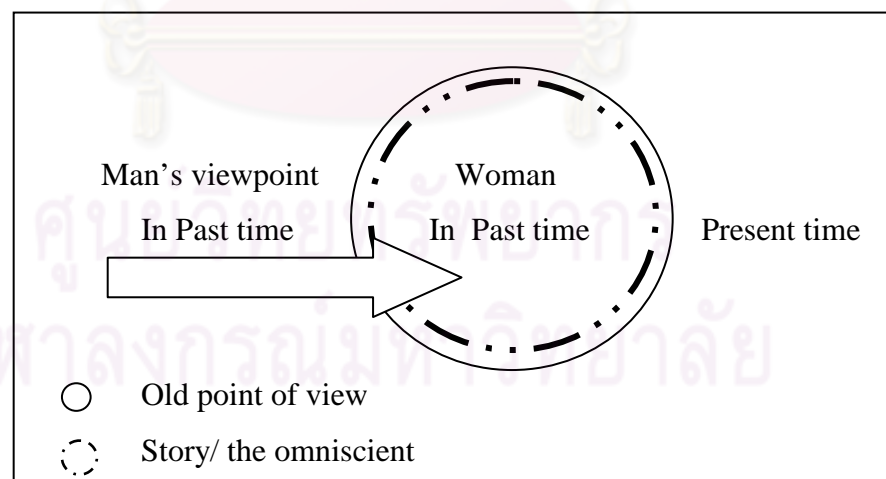 Man's viewpoint Woman
In Past time In Past time Present time
ศูนย์วิทยทรัพยากร
จุฬาลงกรณ์มหาวิทยาลัย
Old point of view
Story/ the omniscient